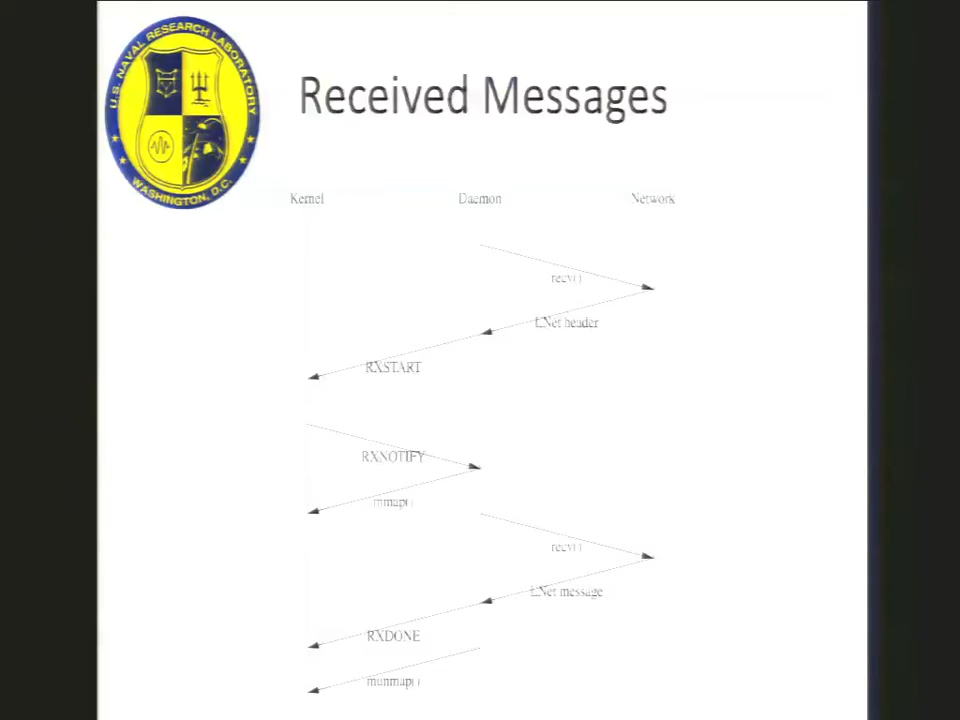 U.S. NAVAL RESEARCH LABORATORY
WASHINGTON, D.C.
Received Messages
Kernel Daemon Network
recv()
LNet header
RXSTART
RXNOTIFY
mmap()
recv()
LNet message
RXDONE
munmap()